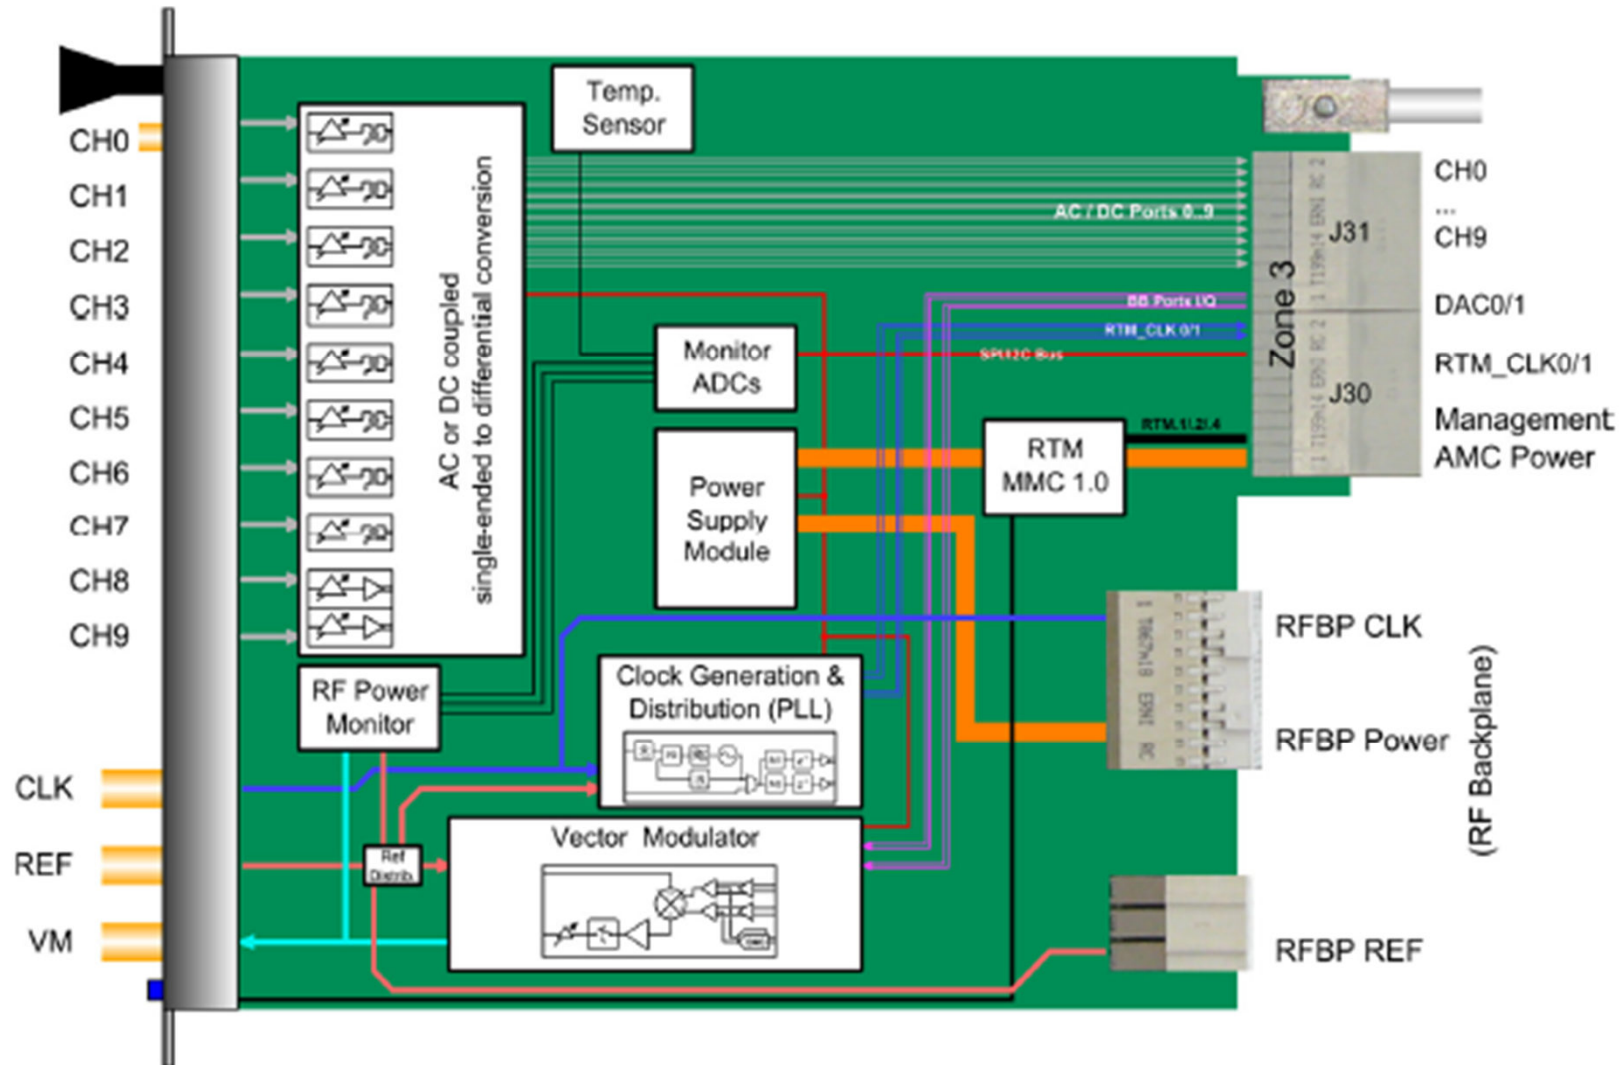 Temp.
Sensor
CH0
CH1
CH2
CH3
CH4
CH5
CH6
CH7
CH8
CH9
CLK
REF
VM
AC or DC coupled
single-ended to differential conversion
AC / DC Ports 0..9
BB Ports I/Q
RTM_CLK 0/1
Monitor
ADCs
Power
Supply
Module
RTM
MMC 1.0
RF Power
Monitor
Clock Generation &
Distribution (PLL)
Ref
Distrib.
Vector Modulator
Zone 3
J31
J30
CH0
...
CH9
DAC0/1
RTM_CLK0/1
Management
AMC Power
RFBP CLK
RFBP Power
RFBP REF
(RF Backplane)